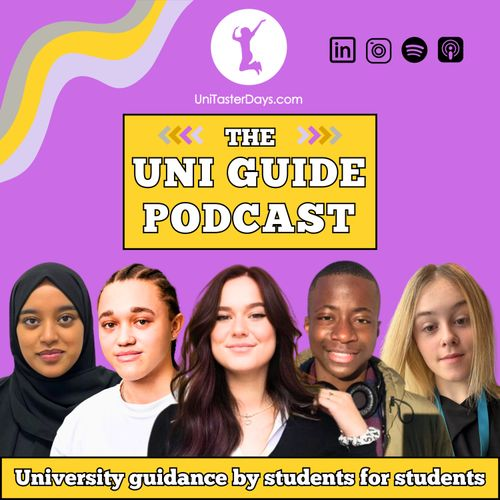 UniTasterDays.com
THE
UNI GUIDE
PODCAST
University guidance by students for students